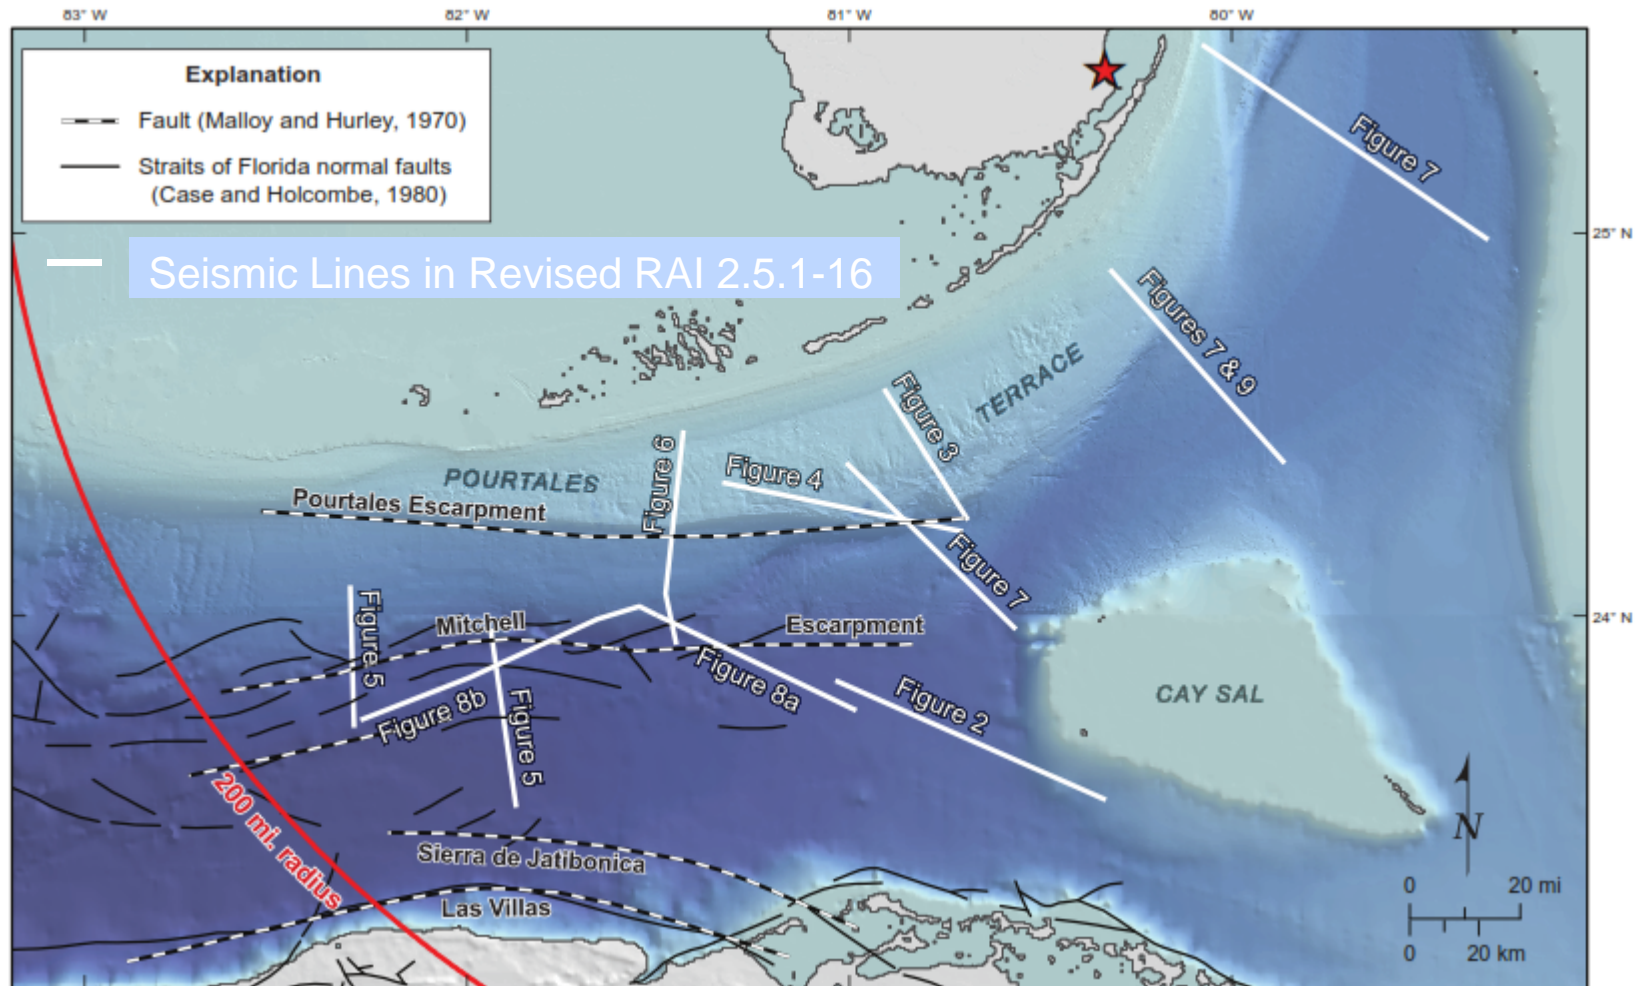 83° W
82° W
81° W
80° W
Explanation
Fault (Malloy and Hurley, 1970)
Straits of Florida normal faults
(Case and Holcombe, 1980)
Seismic Lines in Revised RAI 2.5.1-16
Figure 7
25° N
Figures 7 & 9
TERRACE
Figure 3
Figure 6
Figure 4
POURTALES
Pourtales Escarpment
Figure 7
Figure 5
Mitchell
Escarpment
24° N
Figure 8a
Figure 8b
Figure 5
Figure 2
CAY SAL
200 mi. radius
Sierra de Jatibonica
Las Villas
N
0 20 mi
0 20 km